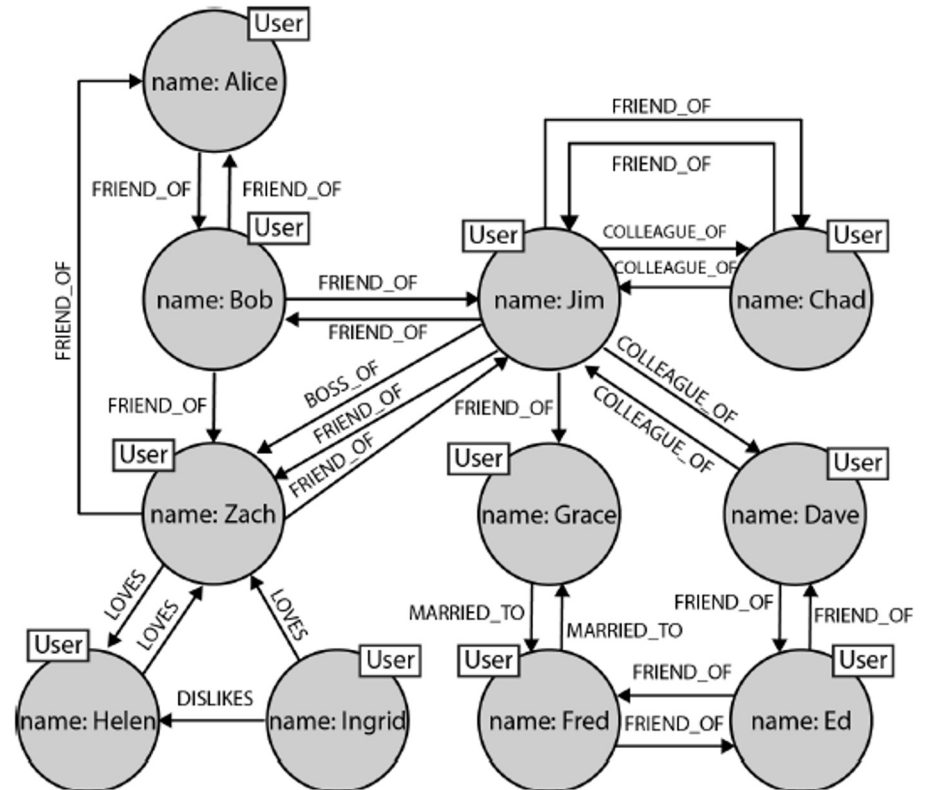 User
name: Alice
FRIEND_OF
FRIEND_OF
FRIEND_OF
FRIEND_OF
FRIEND_OF
User
name: Bob
FRIEND_OF
FRIEND_OF
User
name: Jim
COLLEAGUE_OF
COLLEAGUE_OF
User
name: Chad
FRIEND_OF
BOSS_OF
FRIEND_OF
FRIEND_OF
FRIEND_OF
COLLEAGUE_OF
COLLEAGUE_OF
User
name: Zach
User
name: Grace
User
name: Dave
LOVES
LOVES
LOVES
MARRIED_TO
MARRIED_TO
FRIEND_OF
FRIEND_OF
User
name: Helen
DISLIKES
User
name: Ingrid
User
name: Fred
FRIEND_OF
FRIEND_OF
User
name: Ed